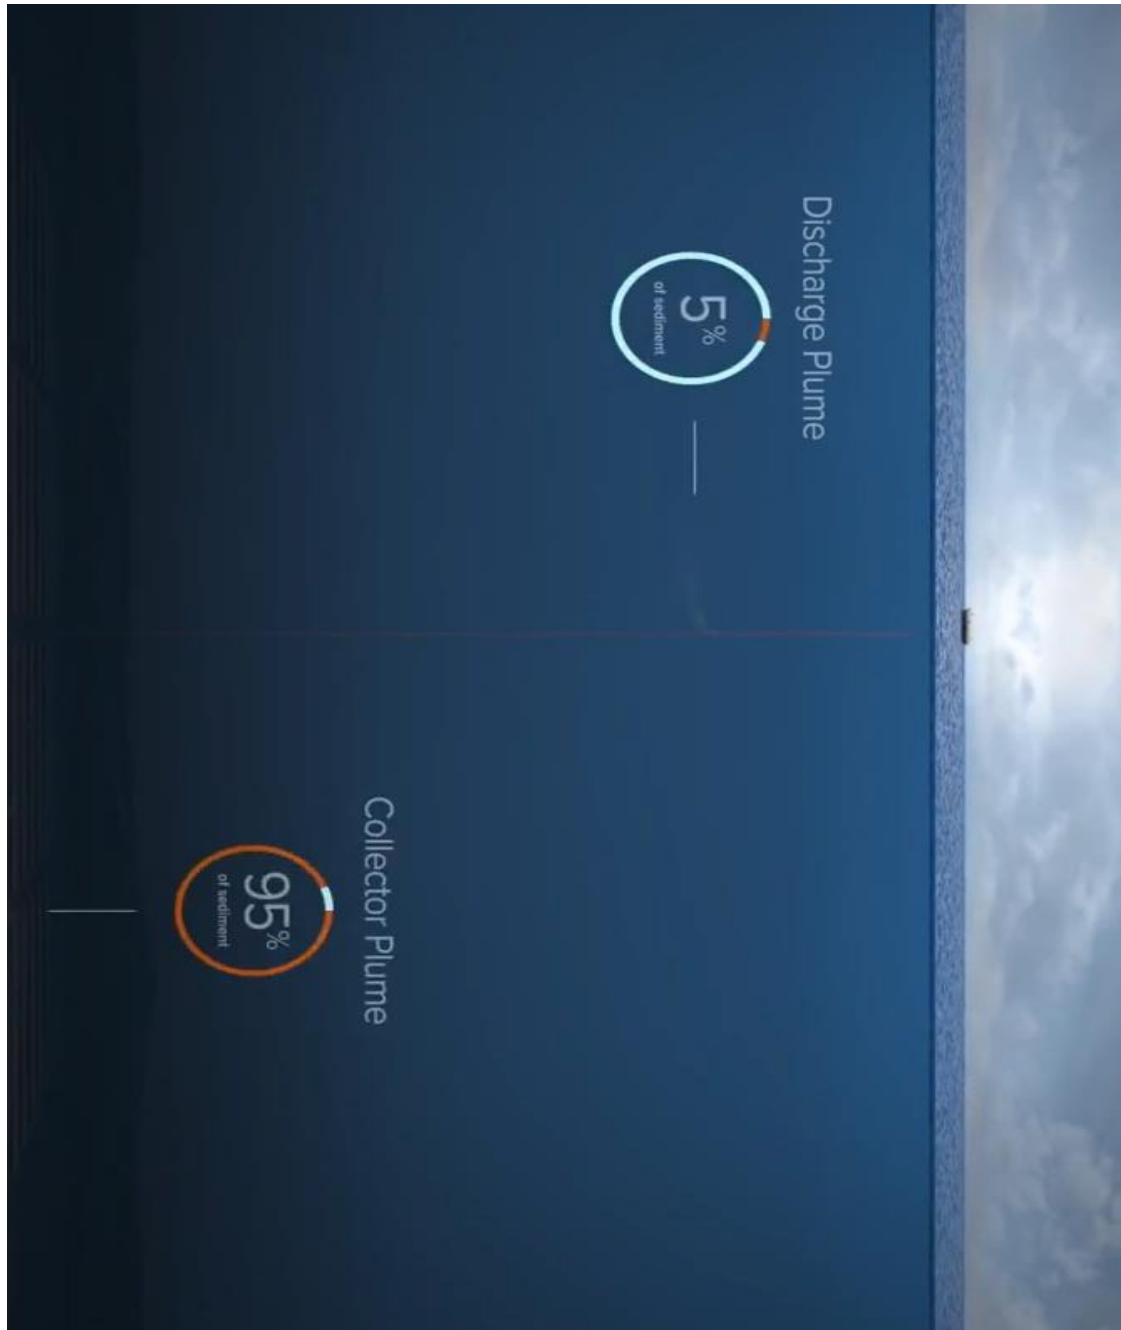 Discharge Plume
5%
of sediment
Collector Plume
95%
of sediment